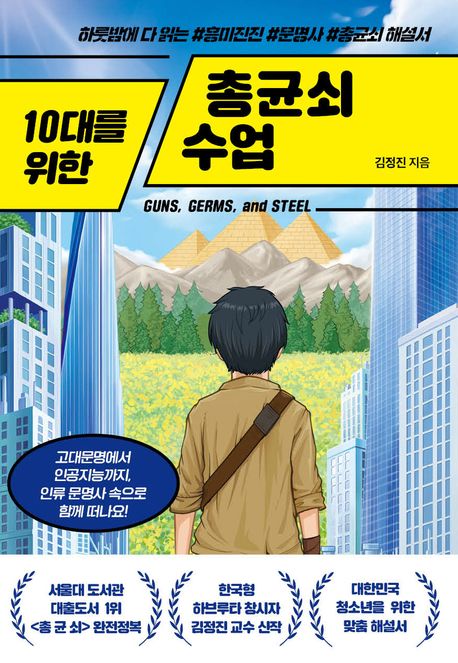 하룻밤에 다 읽는 #흥미진진 #문명사 #총균쇠 해설서
10대를
위한
총균쇠
수업
김정진 지음
GUNS, GERMS, and STEEL
고대문명에서
인공지능까지,
인류 문명사 속으로
함께 떠나요!
서울대 도서관
대출도서 1위
<총 균 쇠> 완전정복
한국형
하브루타 창시자
김정진 교수 신작
대한민국
청소년을 위한
맞춤 해설서